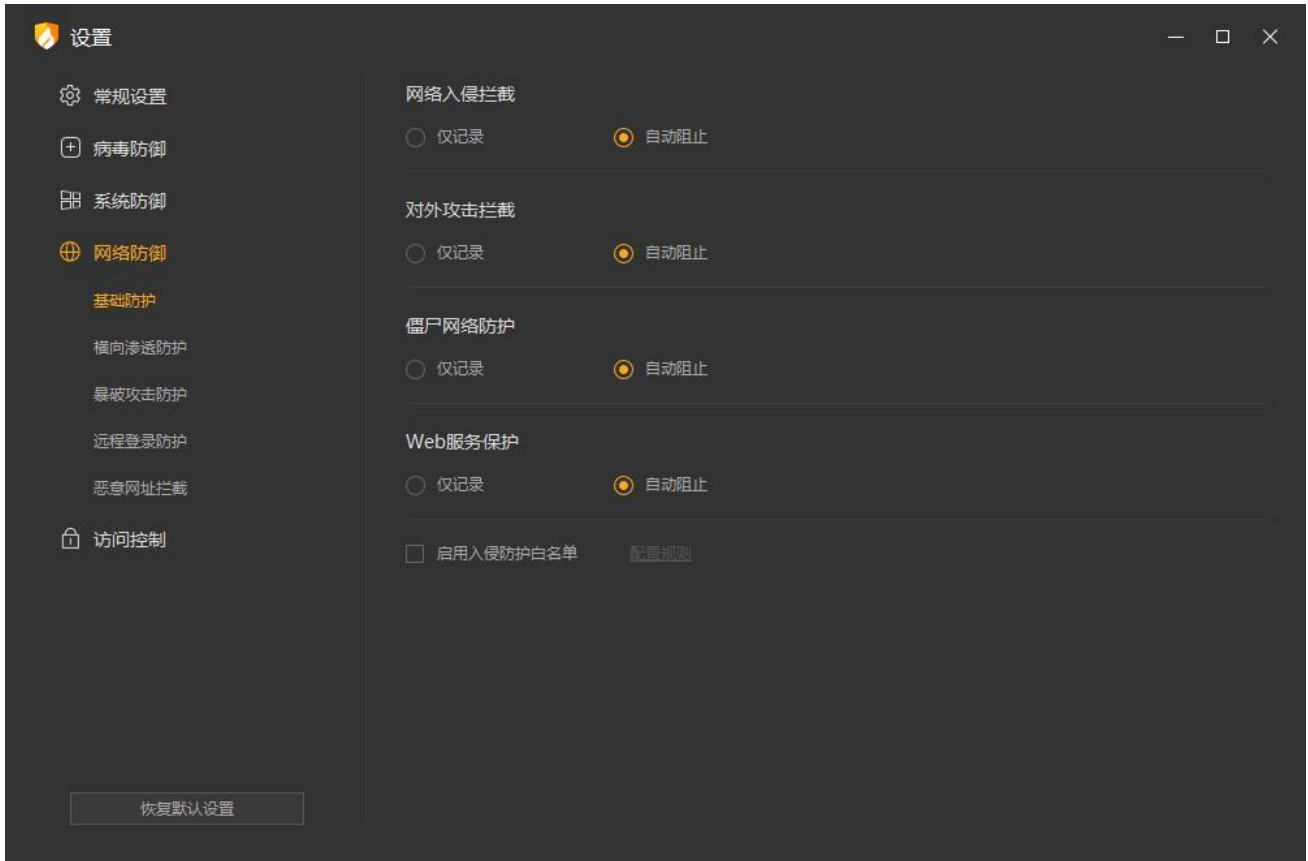 设置
常规设置
病毒防御
系统防御
网络防御
基础防护
横向渗透防护
暴破攻击防护
远程登录防护
恶意网址拦截
访问控制
恢复默认设置
网络入侵拦截
仅记录 自动阻止
对外攻击拦截
仅记录 自动阻止
僵尸网络防护
仅记录 自动阻止
Web服务保护
仅记录 自动阻止
启用入侵防护白名单 配置规则